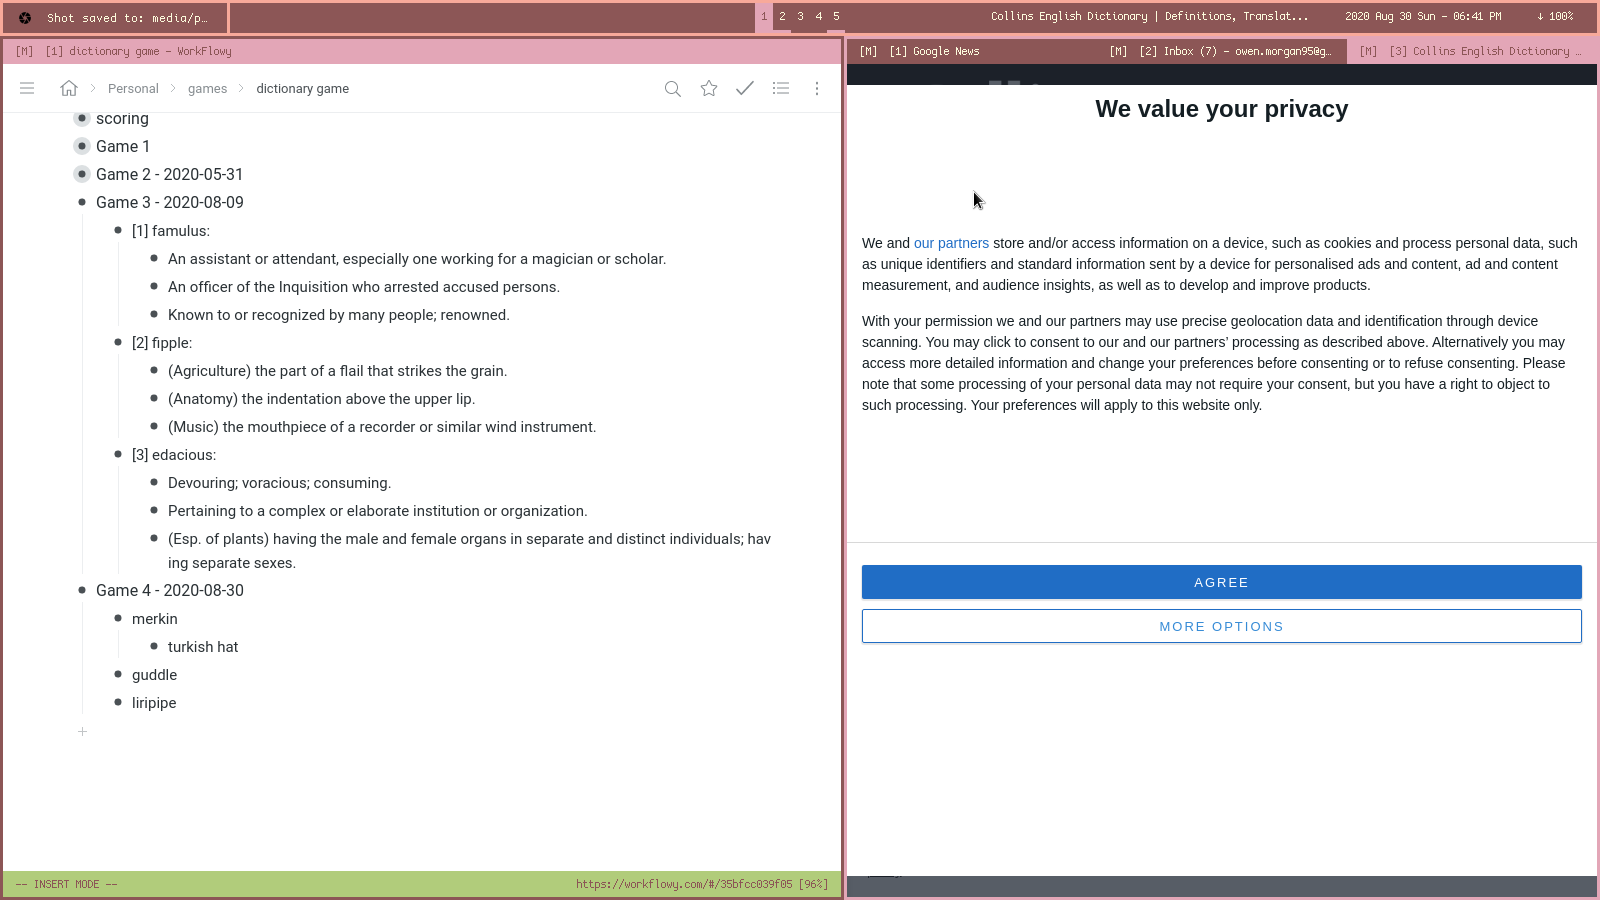 Shot saved to: media/p…
1 2 3 4 5
Collins English Dictionary | Definitions, Translat...
2020 Aug 30 Sun - 06:41 PM
↓ 100%
[M] [1] dictionary game - WorkFlowy
[M] [1] Google News
[M] [2] Inbox (7) - owen.morgan95@g…
[M] [3] Collins English Dictionary …
Personal
games
dictionary game
scoring
Game 1
Game 2 - 2020-05-31
Game 3 - 2020-08-09
[1] famulus:
An assistant or attendant, especially one working for a magician or scholar.
An officer of the Inquisition who arrested accused persons.
Known to or recognized by many people; renowned.
[2] fipple:
(Agriculture) the part of a flail that strikes the grain.
(Anatomy) the indentation above the upper lip.
(Music) the mouthpiece of a recorder or similar wind instrument.
[3] edacious:
Devouring; voracious; consuming.
Pertaining to a complex or elaborate institution or organization.
(Esp. of plants) having the male and female organs in separate and distinct individuals; hav
ing separate sexes.
Game 4 - 2020-08-30
merkin
turkish hat
guddle
liripipe
+
-- INSERT MODE --
https://workflowy.com/#/35bfcc039f05 [96%]
We value your privacy
We and our partners store and/or access information on a device, such as cookies and process personal data, such
as unique identifiers and standard information sent by a device for personalised ads and content, ad and content
measurement, and audience insights, as well as to develop and improve products.
With your permission we and our partners may use precise geolocation data and identification through device
scanning. You may click to consent to our and our partners’ processing as described above. Alternatively you may
access more detailed information and change your preferences before consenting or to refuse consenting. Please
note that some processing of your personal data may not require your consent, but you have a right to object to
such processing. Your preferences will apply to this website only.
AGREE
MORE OPTIONS